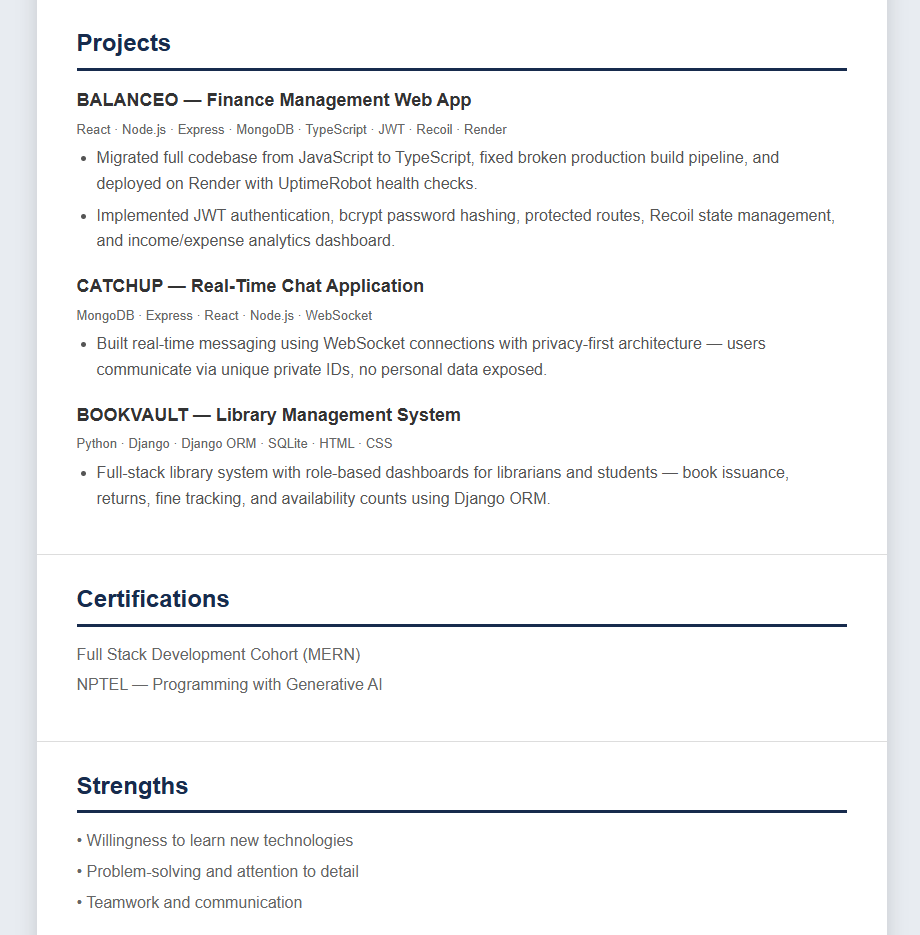 Projects
BALANCEO — Finance Management Web App
React · Node.js · Express · MongoDB · TypeScript · JWT · Recoil · Render
• Migrated full codebase from JavaScript to TypeScript, fixed broken production build pipeline, and
deployed on Render with UptimeRobot health checks.
• Implemented JWT authentication, bcrypt password hashing, protected routes, Recoil state management,
and income/expense analytics dashboard.
CATCHUP — Real-Time Chat Application
MongoDB · Express · React · Node.js · WebSocket
• Built real-time messaging using WebSocket connections with privacy-first architecture — users
communicate via unique private IDs, no personal data exposed.
BOOKVAULT — Library Management System
Python · Django · Django ORM · SQLite · HTML · CSS
• Full-stack library system with role-based dashboards for librarians and students — book issuance,
returns, fine tracking, and availability counts using Django ORM.
Certifications
Full Stack Development Cohort (MERN)
NPTEL — Programming with Generative AI
Strengths
• Willingness to learn new technologies
• Problem-solving and attention to detail
• Teamwork and communication